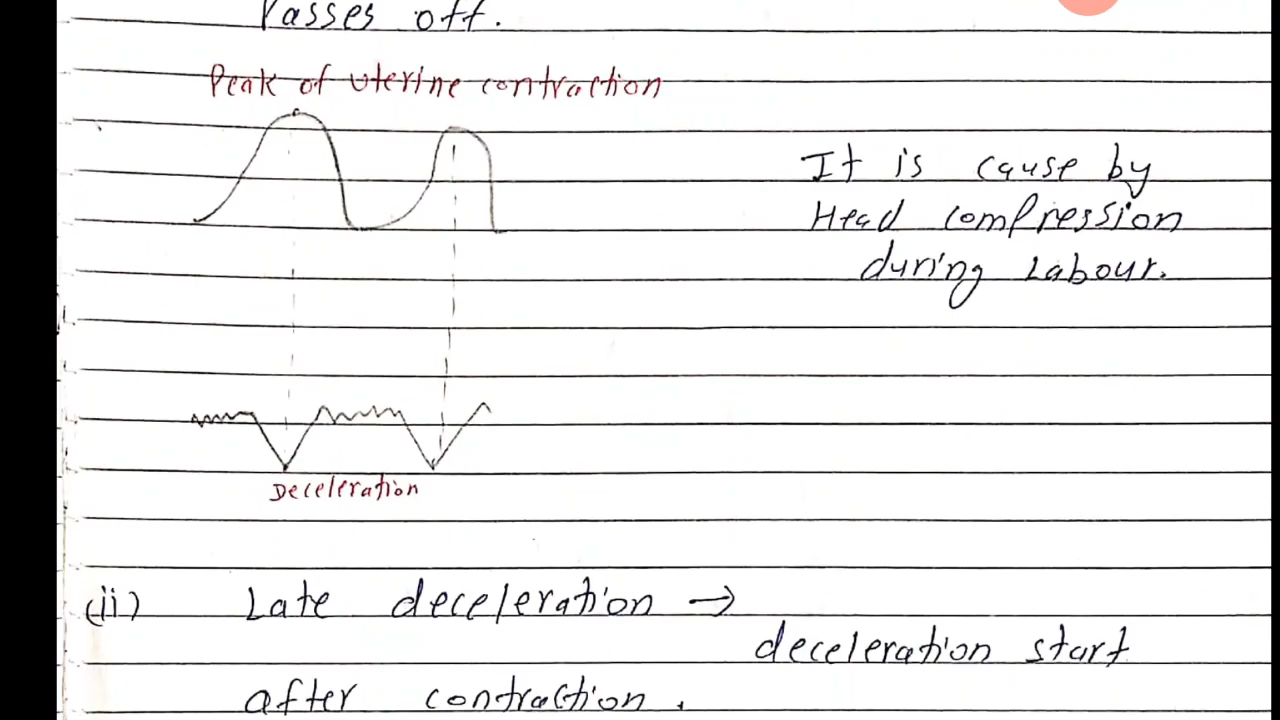 Passes off.
Peak of uterine contraction
It is cause by
Head compression
during Labour.
Deceleration
(ii) Late deceleration →
deceleration start
after contraction.